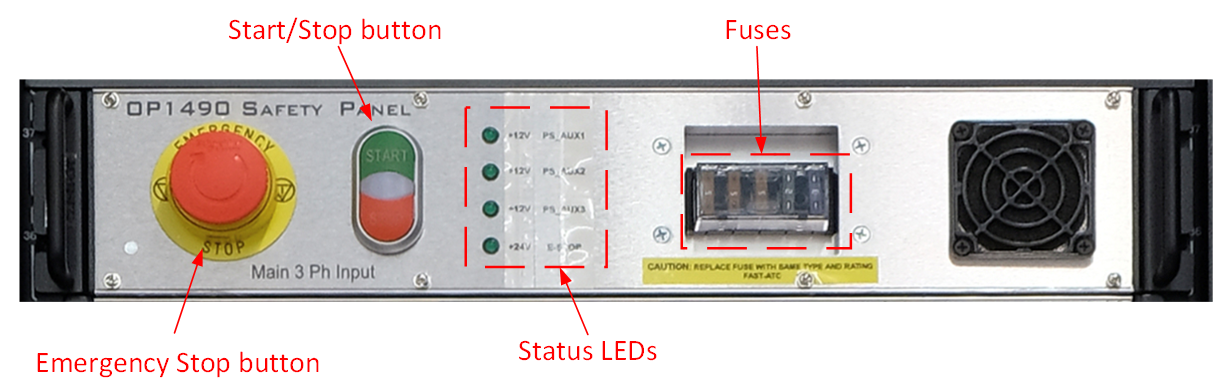 Start/Stop button
Fuses
OP1490 SAFETY PANEL
EMERGENCY
STOP
START
Main 3 Ph Input
+12V PS_AUX1
+12V PS_AUX2
+12V PS_AUX3
+24V E-STOP
CAUTION: REPLACE FUSE WITH SAME TYPE AND RATING
FAST-ATC
37
36
37
36
Emergency Stop button
Status LEDs